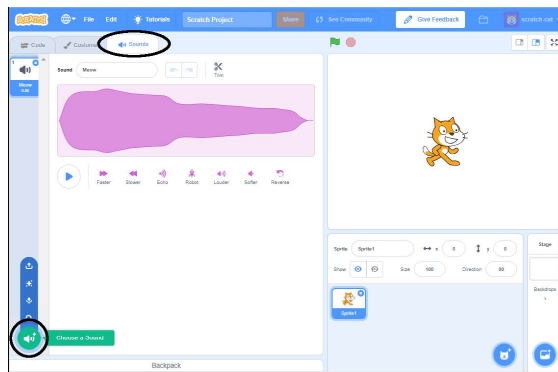 SCRATCH File Edit Tutorials Scratch Project Share See Community Give Feedback scratch.cat
Code Costumes Sounds
1
Sound Meow Trim
Meow
Faster Slower Echo Robot Louder Softer Reverse
Sprite Sprite1 x 0 y 0
Show Size 100 Direction 90
Stage
Backdrops
1
Sprite1
Choose a Sound
Backpack